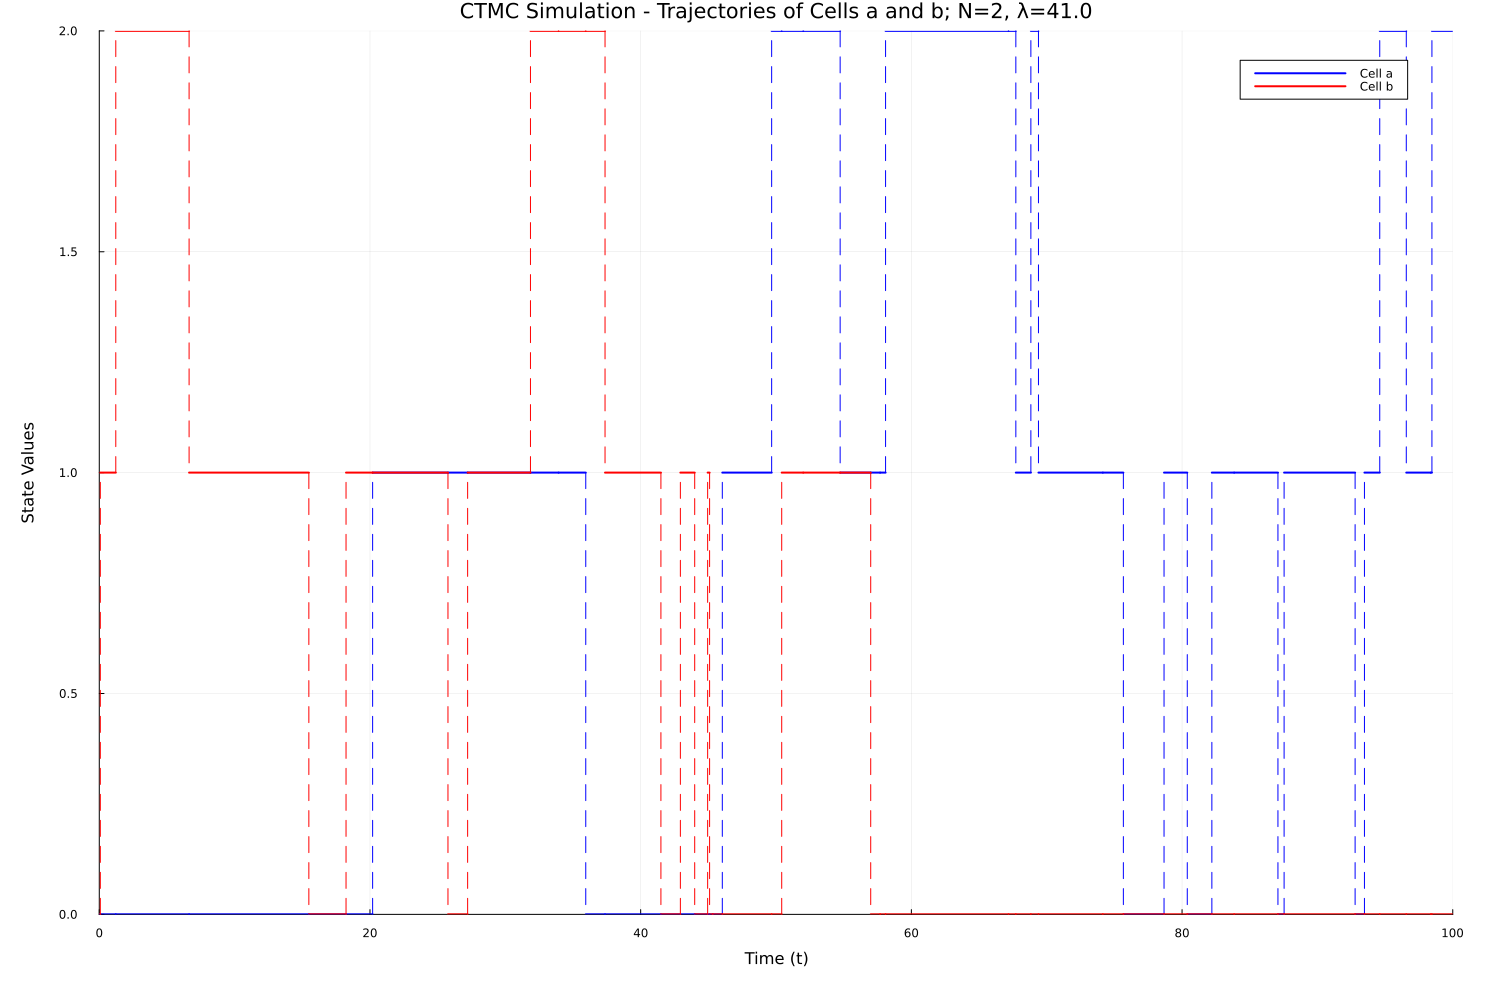 CTMC Simulation - Trajectories of Cells a and b; N=2, λ=41.0
2.0
Cell a
Cell b
1.5
1.0
State Values
0.5
0.0
0 20 40 60 80 100
Time (t)